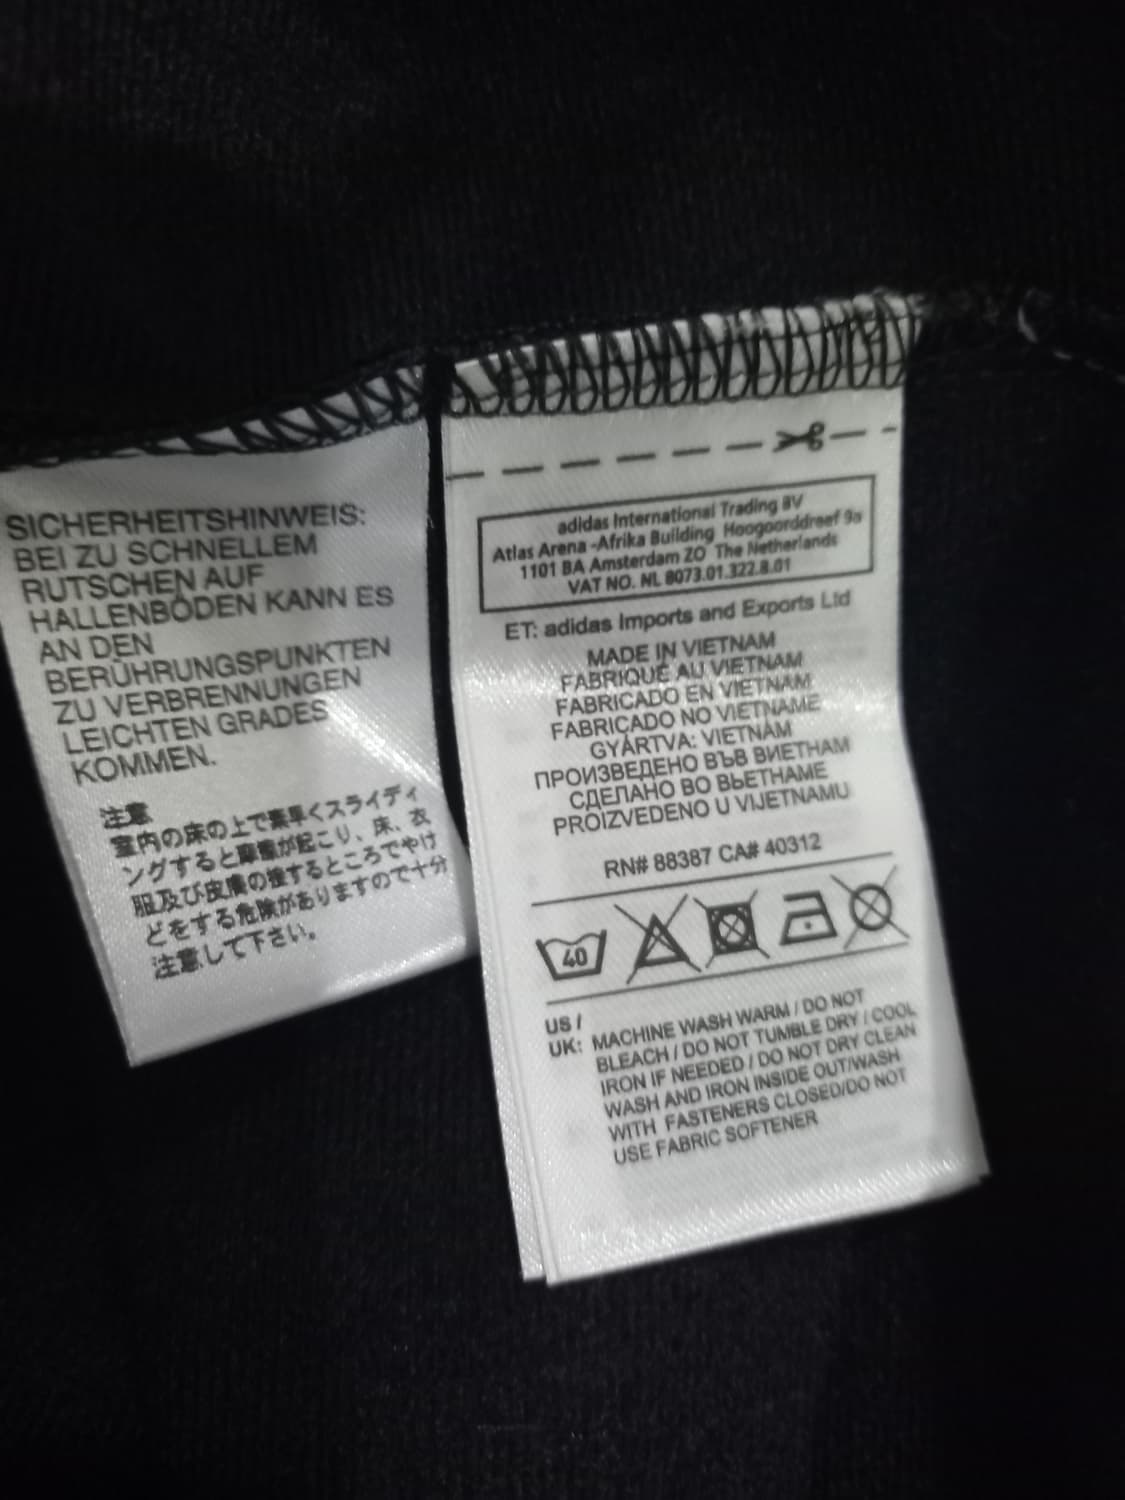 SICHERHEITSHINWEIS:
BEI ZU SCHNELLEM
RUTSCHEN AUF
HALLENBÖDEN KANN ES
AN DEN
BERÜHRUNGSPUNKTEN
ZU VERBRENNUNGEN
LEICHTEN GRADES
KOMMEN.
注意
室内の床の上で素早くスライディ
ングすると摩擦が起こり、床、衣
服及び皮膚の接するところでやけ
どをする危険がありますので十分
注意して下さい。
adidas International Trading BV
Atlas Arena -Afrika Building Hoogoorddreef 9a
1101 BA Amsterdam ZO The Netherlands
VAT NO. NL 8073.01.322.B.01
ET: adidas Imports and Exports Ltd
MADE IN VIETNAM
FABRIQUÉ AU VIETNAM
FABRICADO EN VIETNAM
FABRICADO NO VIETNAME
GYÁRTVA: VIETNÁM
ПРОИЗВЕДЕНО ВЪВ ВИЕТНАМ
СДЕЛАНО ВО ВЬЕТНАМЕ
PROIZVEDENO U VIJETNAMU
RN# 88387 CA# 40312
40
US /
UK: MACHINE WASH WARM / DO NOT
BLEACH / DO NOT TUMBLE DRY / COOL
IRON IF NEEDED / DO NOT DRY CLEAN
WASH AND IRON INSIDE OUT/WASH
WITH FASTENERS CLOSED/DO NOT
USE FABRIC SOFTENER